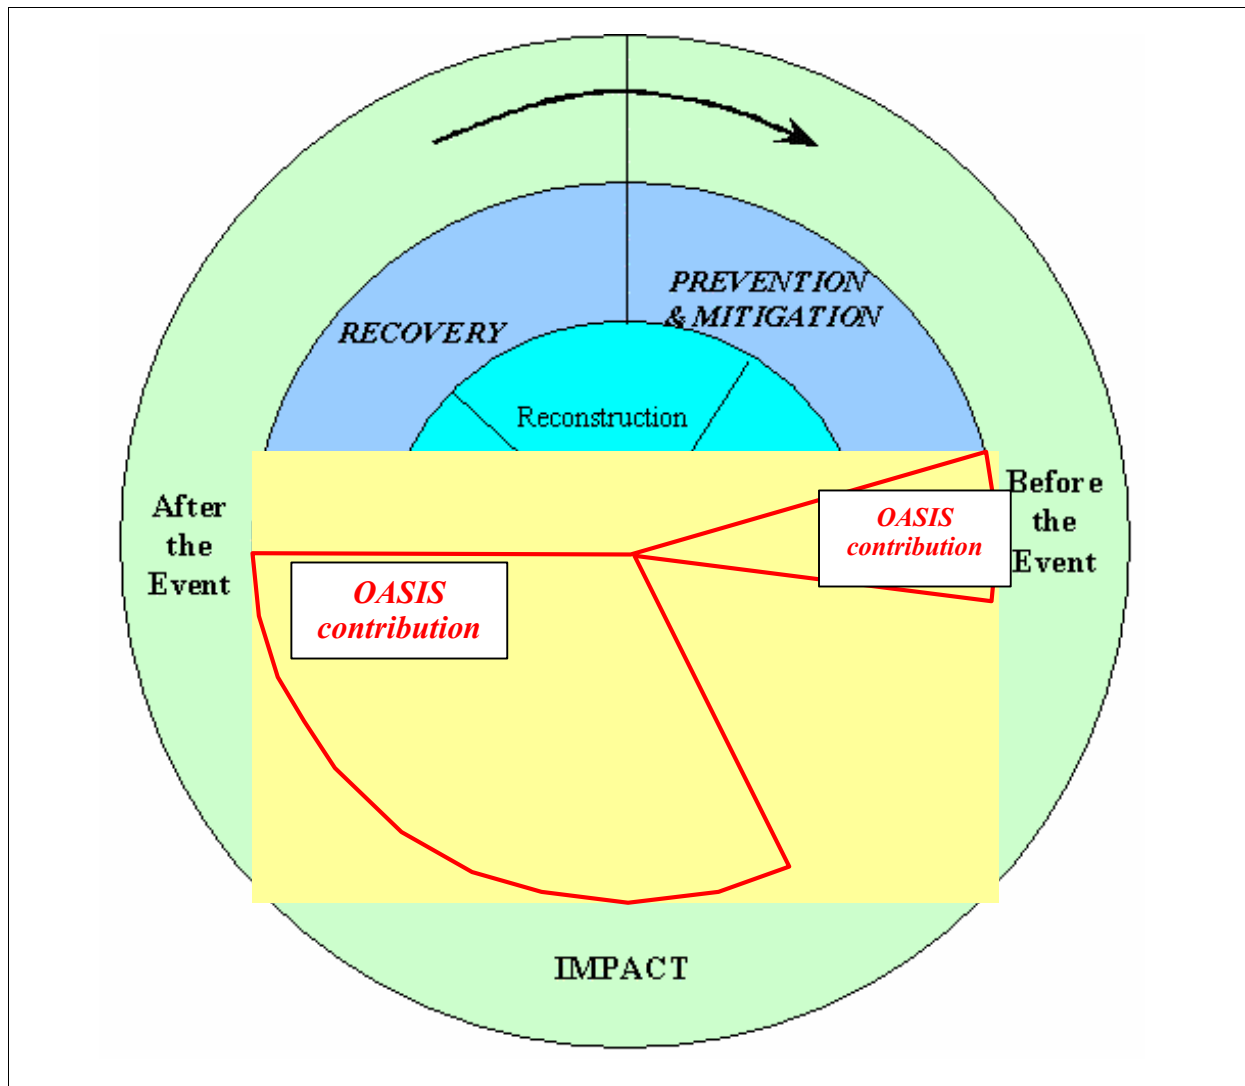 PREVENTION
& MITIGATION
RECOVERY
Reconstruction
After
the
Event
OASIS
contribution
Before
the
Event
OASIS
contribution
IMPACT